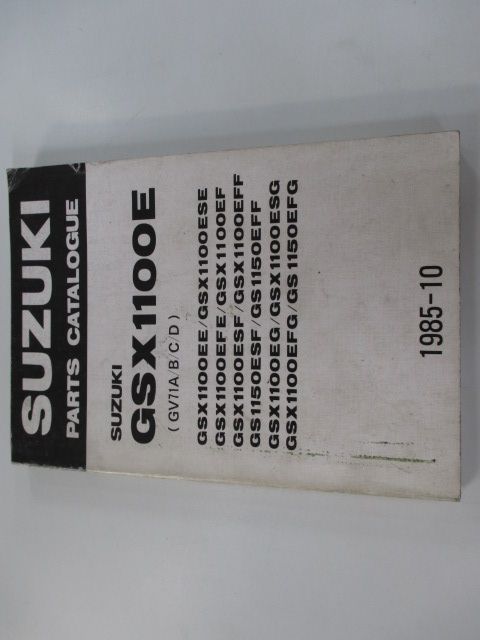 SUZUKI
PARTS CATALOGUE
SUZUKI
GSX1100E
(GV71A/B/C/D)
GSX1100EE/GSX1100ESE
GSX1100EFE/GSX1100EF
GSX1100ESF/GSX1100EFF
GS1150ESF/GS1150EFF
GSX1100EG/GSX1100ESG
GSX1100EFG/GS1150EFG
1985-10